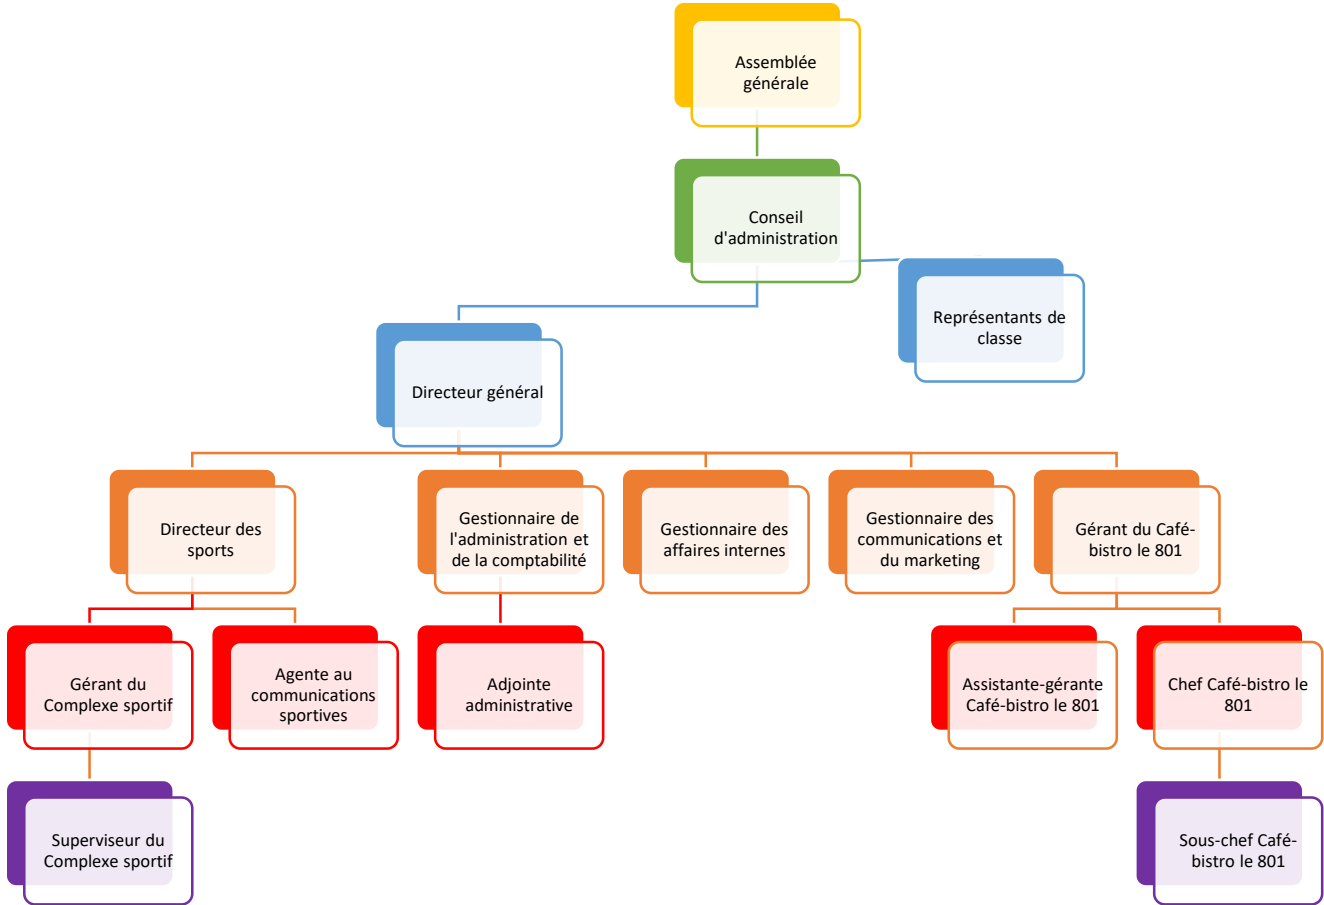 Assemblée
générale
Conseil
d'administration
Représentants de
classe
Directeur général
Directeur des
sports
Gestionnaire de
l'administration et
de la comptabilité
Gestionnaire des
affaires internes
Gestionnaire des
communications et
du marketing
Gérant du Café-
bistro le 801
Gérant du
Complexe sportif
Agente au
communications
sportives
Adjointe
administrative
Assistante-gérante
Café-bistro le 801
Chef Café-bistro le
801
Superviseur du
Complexe sportif
Sous-chef Café-
bistro le 801